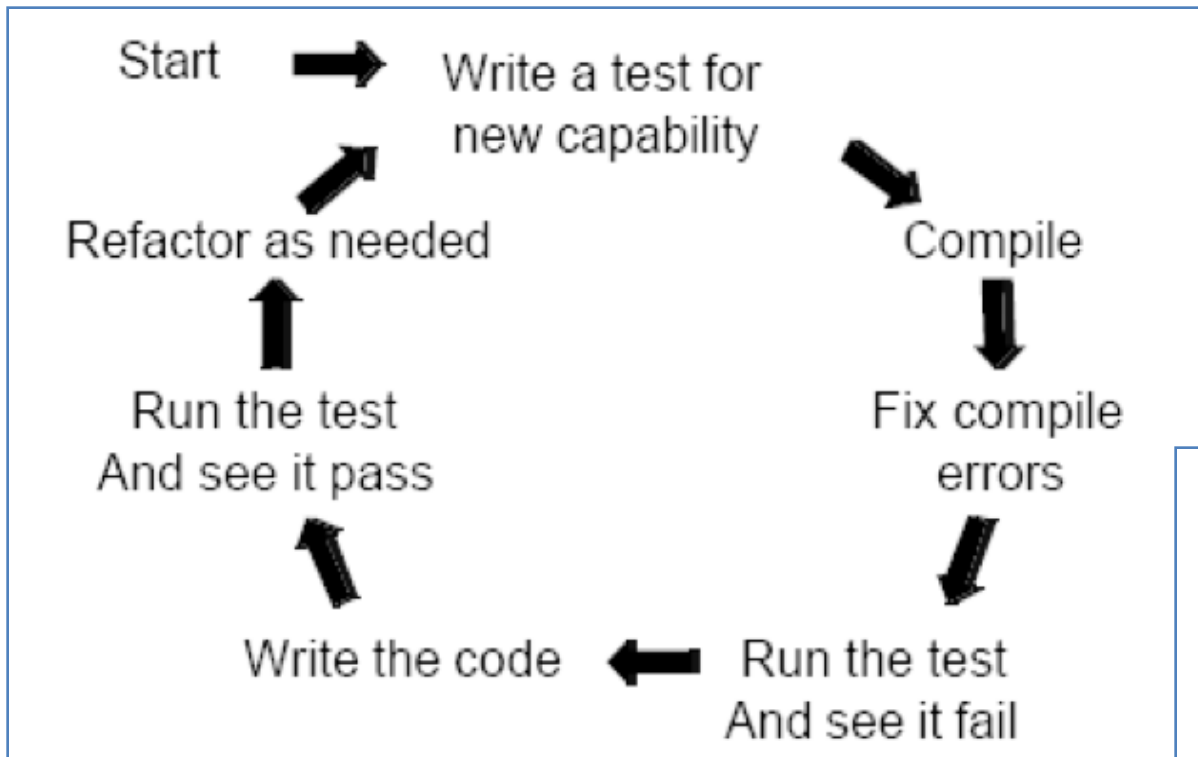 Start
Write a test for
new capability
Compile
Fix compile
errors
Run the test
And see it fail
Write the code
Run the test
And see it pass
Refactor as needed